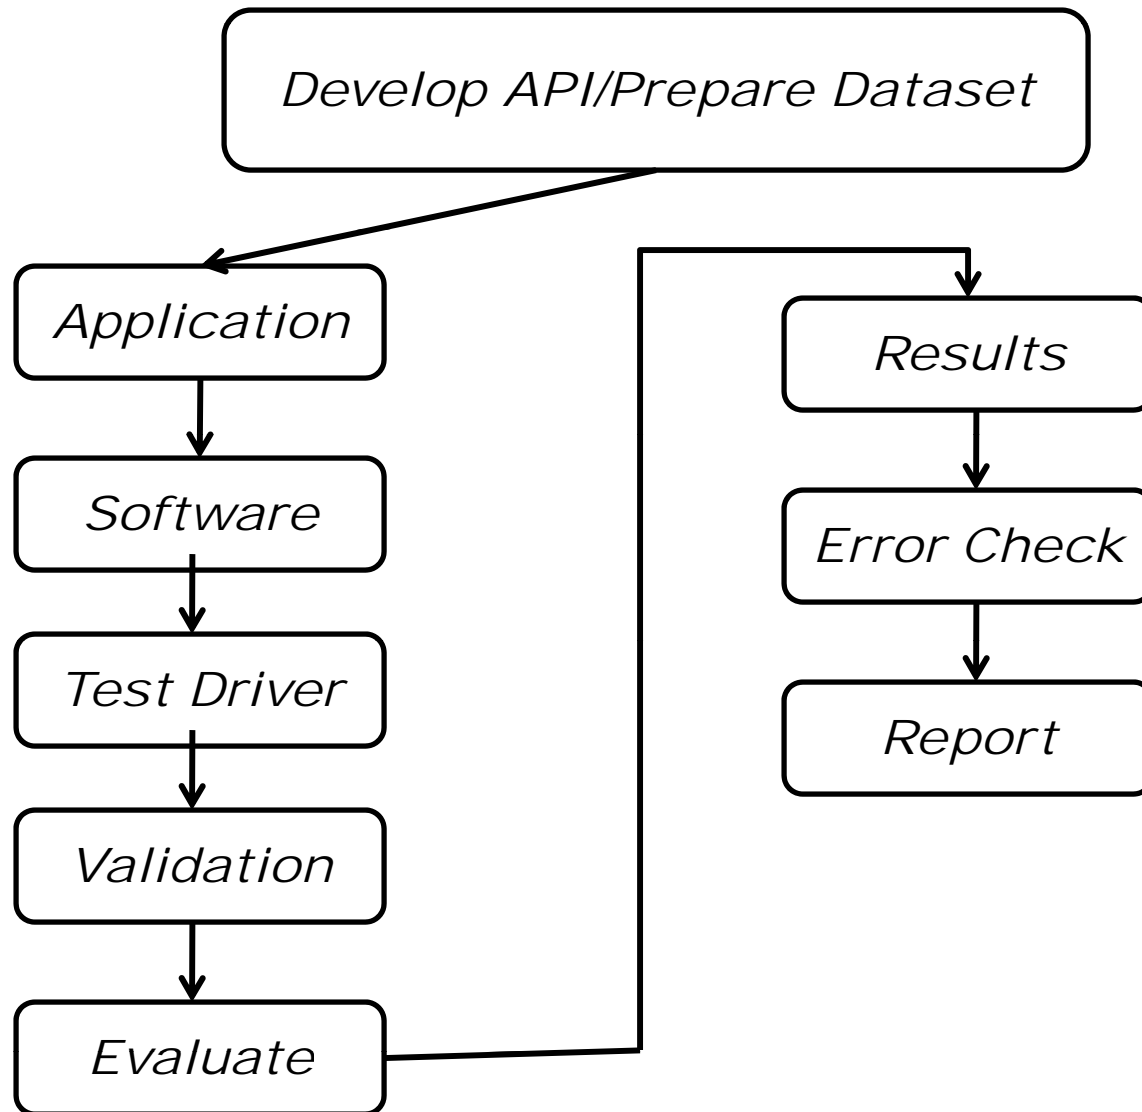 Develop API/Prepare Dataset
Application
Software
Test Driver
Validation
Evaluate
Results
Error Check
Report